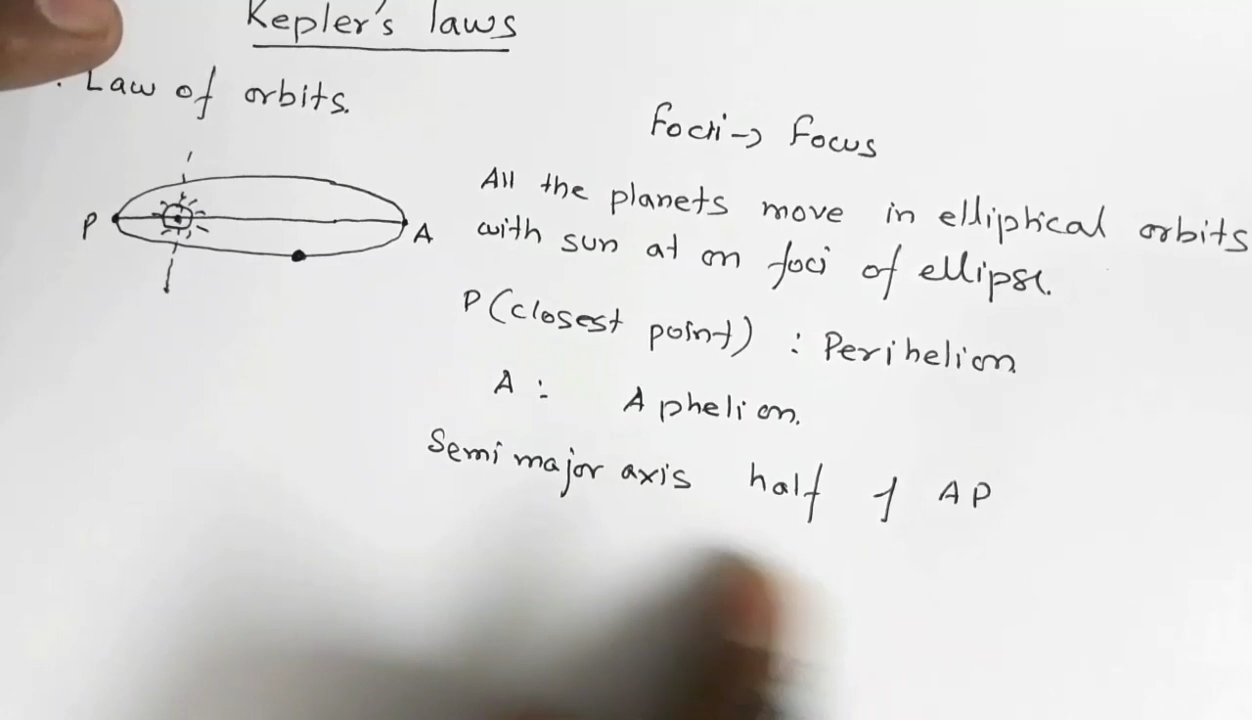 Kepler's laws
. Law of orbits.
Foci → Focus
P
A
All the planets move in elliptical orbits
with sun at on foci of ellipse.
P (closest point) : Perihelion.
A : Aphelion.
Semi major axis half of AP